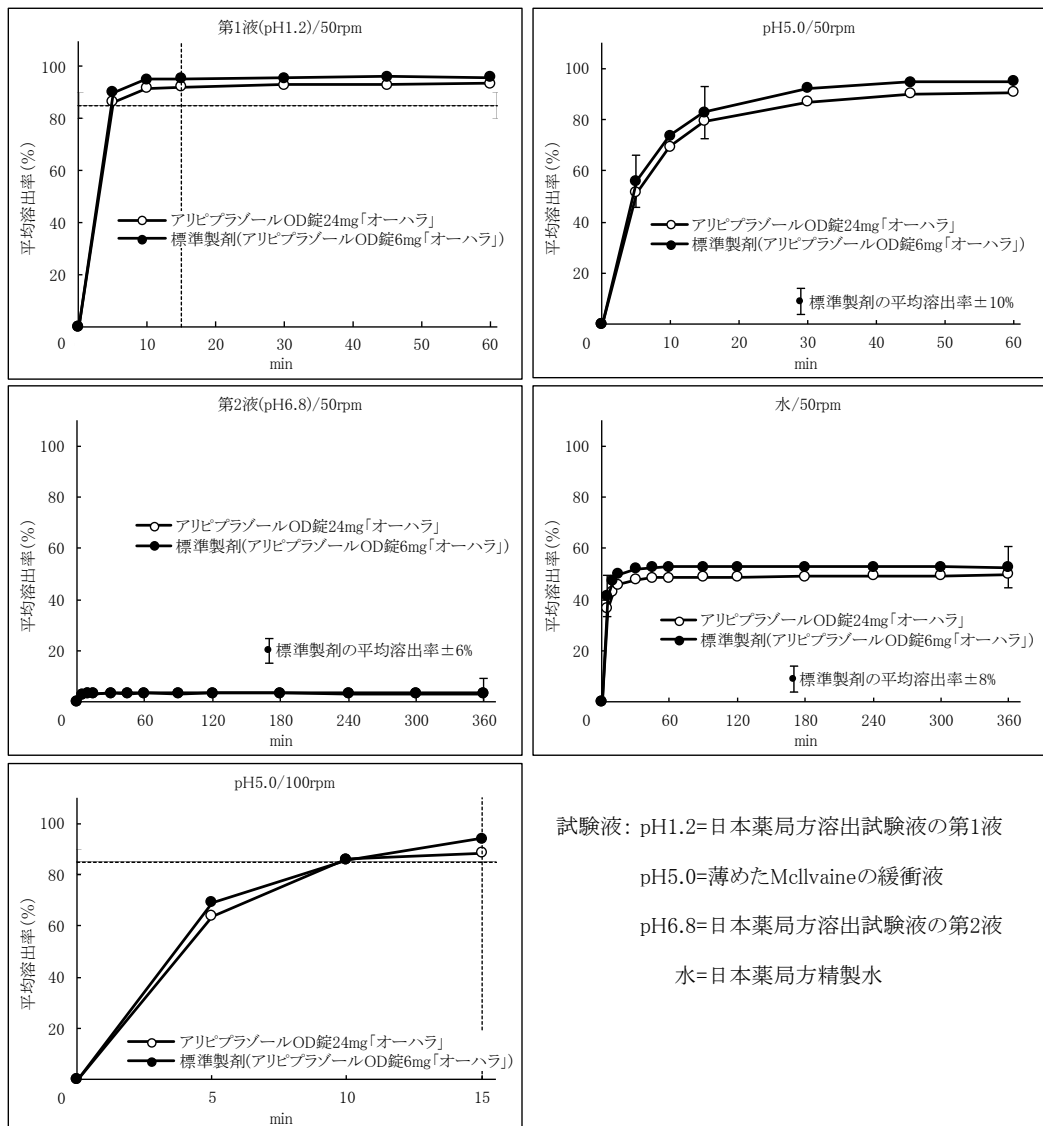 第1液(pH1.2)/50rpm
平均溶出率(%)
100
80
60
40
20
0
アリピプラゾールOD錠24mg「オーハラ」
標準製剤(アリピプラゾールOD錠6mg「オーハラ」)
10
20
30
40
50
60
min
pH5.0/50rpm
平均溶出率(%)
100
80
60
40
20
0
アリピプラゾールOD錠24mg「オーハラ」
標準製剤(アリピプラゾールOD錠6mg「オーハラ」)
標準製剤の平均溶出率±10%
0
10
20
30
40
50
60
min
第2液(pH6.8)/50rpm
平均溶出率(%)
100
80
60
40
20
0
アリピプラゾールOD錠24mg「オーハラ」
標準製剤(アリピプラゾールOD錠6mg「オーハラ」)
標準製剤の平均溶出率±6%
60
120
180
240
300
360
min
水/50rpm
平均溶出率(%)
100
80
60
40
20
0
アリピプラゾールOD錠24mg「オーハラ」
標準製剤(アリピプラゾールOD錠6mg「オーハラ」)
標準製剤の平均溶出率±8%
60
120
180
240
300
360
min
pH5.0/100rpm
平均溶出率(%)
100
80
60
40
20
0
アリピプラゾールOD錠24mg「オーハラ」
標準製剤(アリピプラゾールOD錠6mg「オーハラ」)
5
10
15
min
試験液: pH1.2=日本薬局方溶出試験液の第1液
pH5.0=薄めたMcllvaineの緩衝液
pH6.8=日本薬局方溶出試験液の第2液
水=日本薬局方精製水